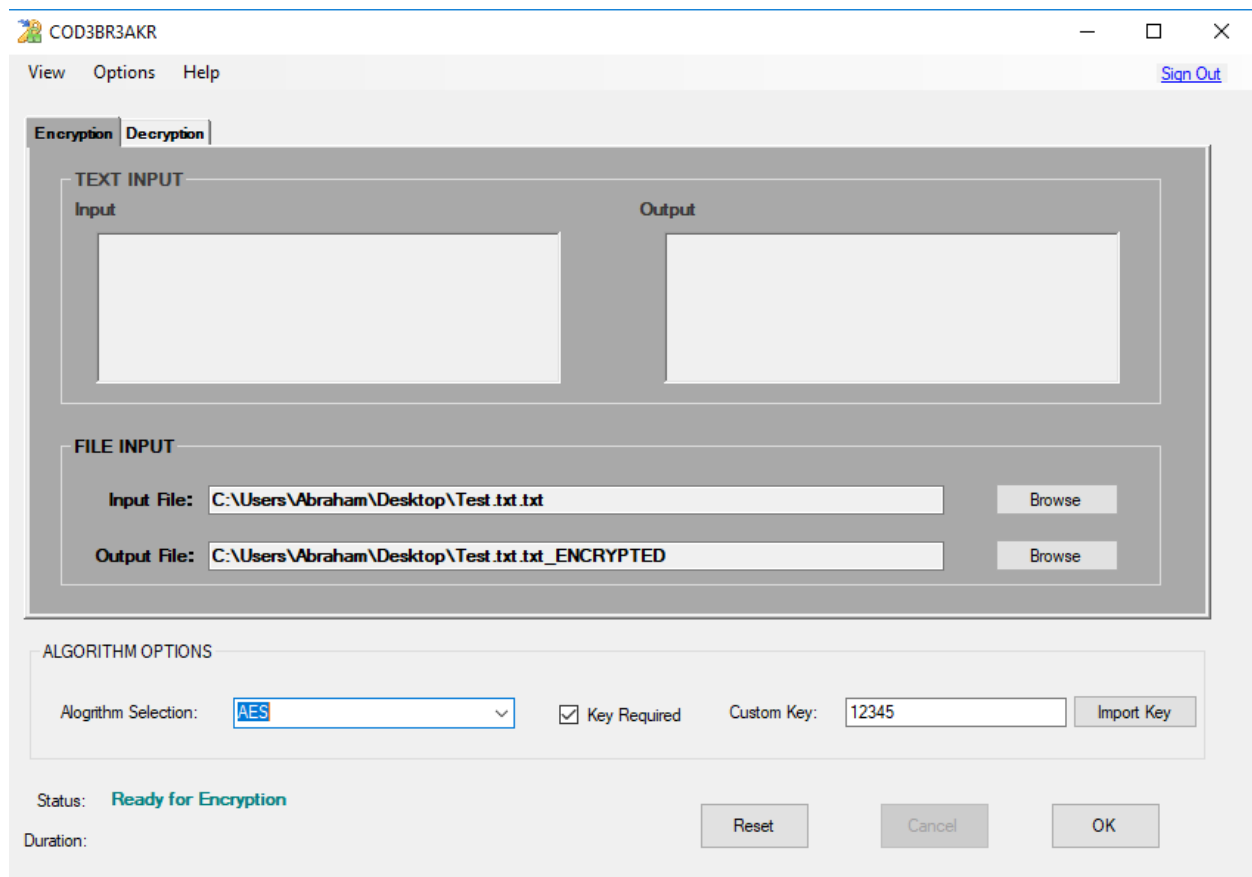 COD3BR3AKR
View Options Help Sign Out
Encryption Decryption
TEXT INPUT
Input Output
FILE INPUT
Input File: C:\Users\Abraham\Desktop\Test.txt.txt Browse
Output File: C:\Users\Abraham\Desktop\Test.txt.txt_ENCRYPTED Browse
ALGORITHM OPTIONS
Alogrithm Selection: AES Key Required Custom Key: 12345 Import Key
Status: Ready for Encryption
Reset Cancel OK
Duration: